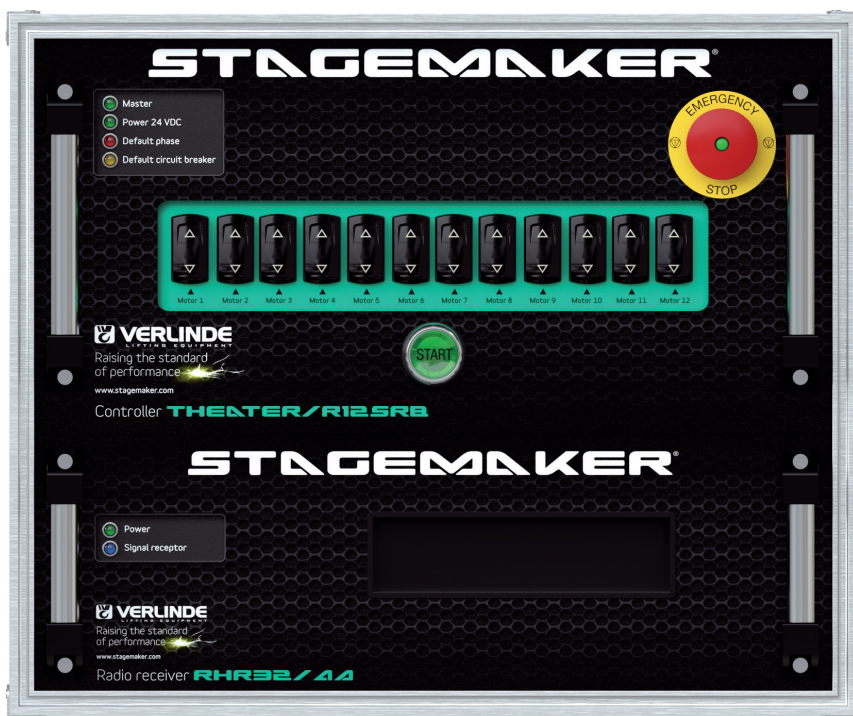 STAGEMAKER®
Master
Power 24 VDC
Default phase
Default circuit breaker
EMERGENCY
STOP
Motor 1 Motor 2 Motor 3 Motor 4 Motor 5 Motor 6 Motor 7 Motor 8 Motor 9 Motor 10 Motor 11 Motor 12
START
VERLINDE
LIFTING EQUIPMENT
Raising the standard
of performance
www.stagemaker.com
Controller THEATER/R12SRB
STAGEMAKER®
Power
Signal receptor
VERLINDE
LIFTING EQUIPMENT
Raising the standard
of performance
www.stagemaker.com
Radio receiver RHR32/AA